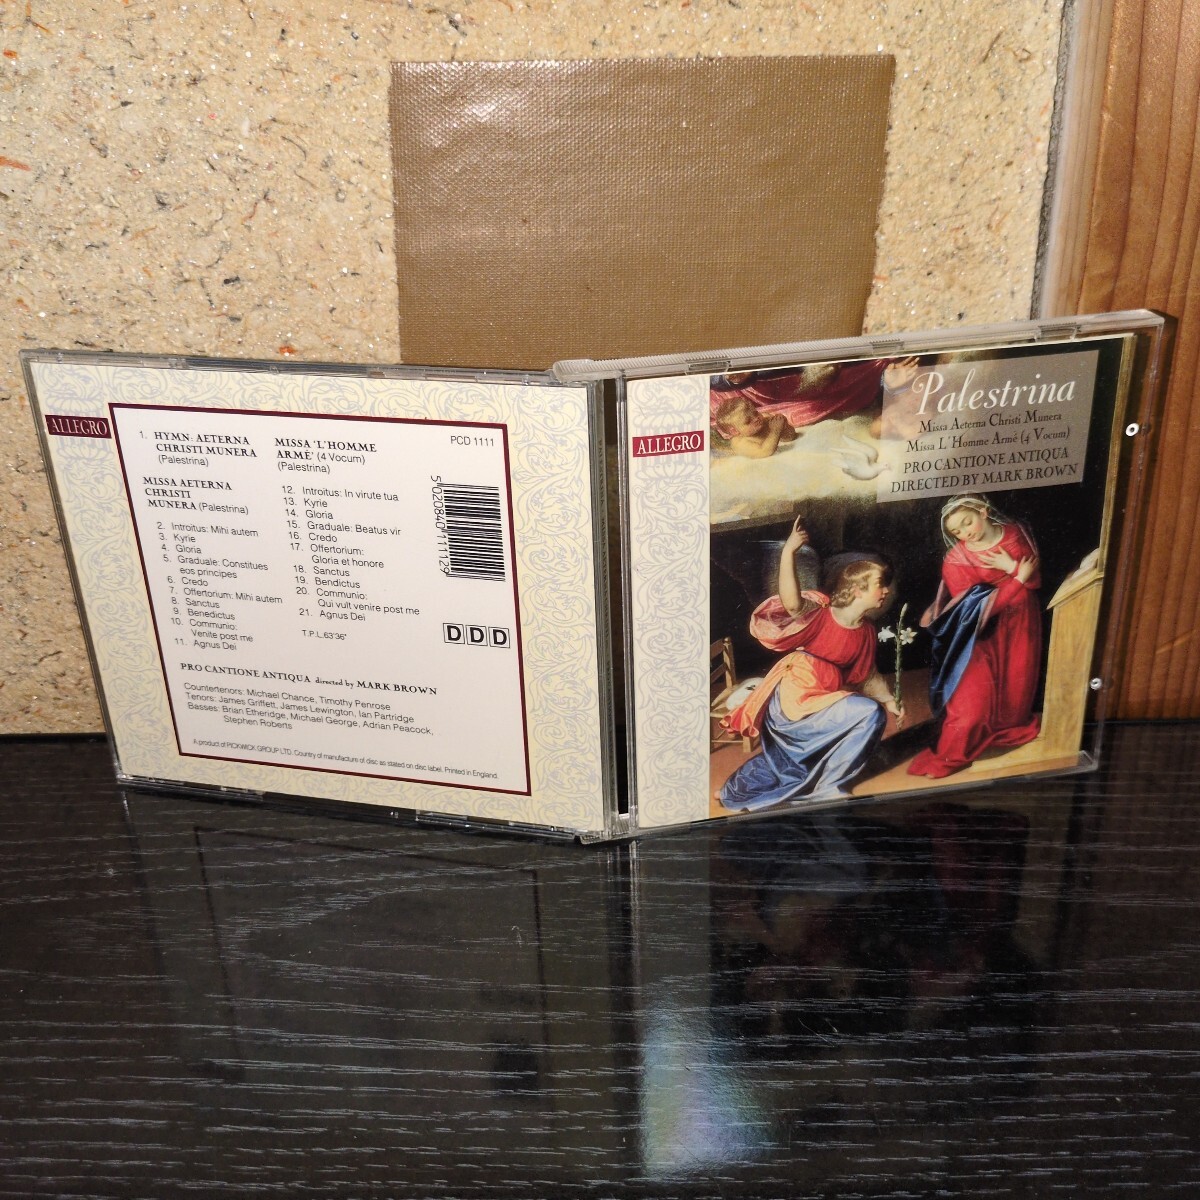 ALLEGRO
PCD 1111
1. HYMN: AETERNA
CHRISTI MUNERA
(Palestrina)
MISSA AETERNA
CHRISTI
MUNERA (Palestrina)
2. Introitus: Mihi autem
3. Kyrie
4. Gloria
5. Graduale: Constitues
eos principes
6. Credo
7. Offertorium: Mihi autem
8. Sanctus
9. Benedictus
10. Communio:
Venite post me
11. Agnus Dei
MISSA 'L'HOMME
ARMÉ' (4 Vocum)
(Palestrina)
12. Introitus: In virute tua
13. Kyrie
14. Gloria
15. Graduale: Beatus vir
16. Credo
17. Offertorium:
Gloria et honore
18. Sanctus
19. Bendictus
20. Communio:
Qui vult venire post me
21. Agnus Dei
T.P.L.63'36"
5 020840 111129
DDD
PRO CANTIONE ANTIQUA directed by MARK BROWN
Countertenors: Michael Chance, Timothy Penrose
Tenors: James Griffett, James Lewington, Ian Partridge
Basses: Brian Etheridge, Michael George, Adrian Peacock,
Stephen Roberts
A product of PICKWICK GROUP LTD. Country of manufacture of disc as stated on disc label. Printed in England.
ALLEGRO
Palestrina
Missa Aeterna Christi Munera
Missa L'Homme Armé (4 Vocum)
PRO CANTIONE ANTIQUA
DIRECTED BY MARK BROWN